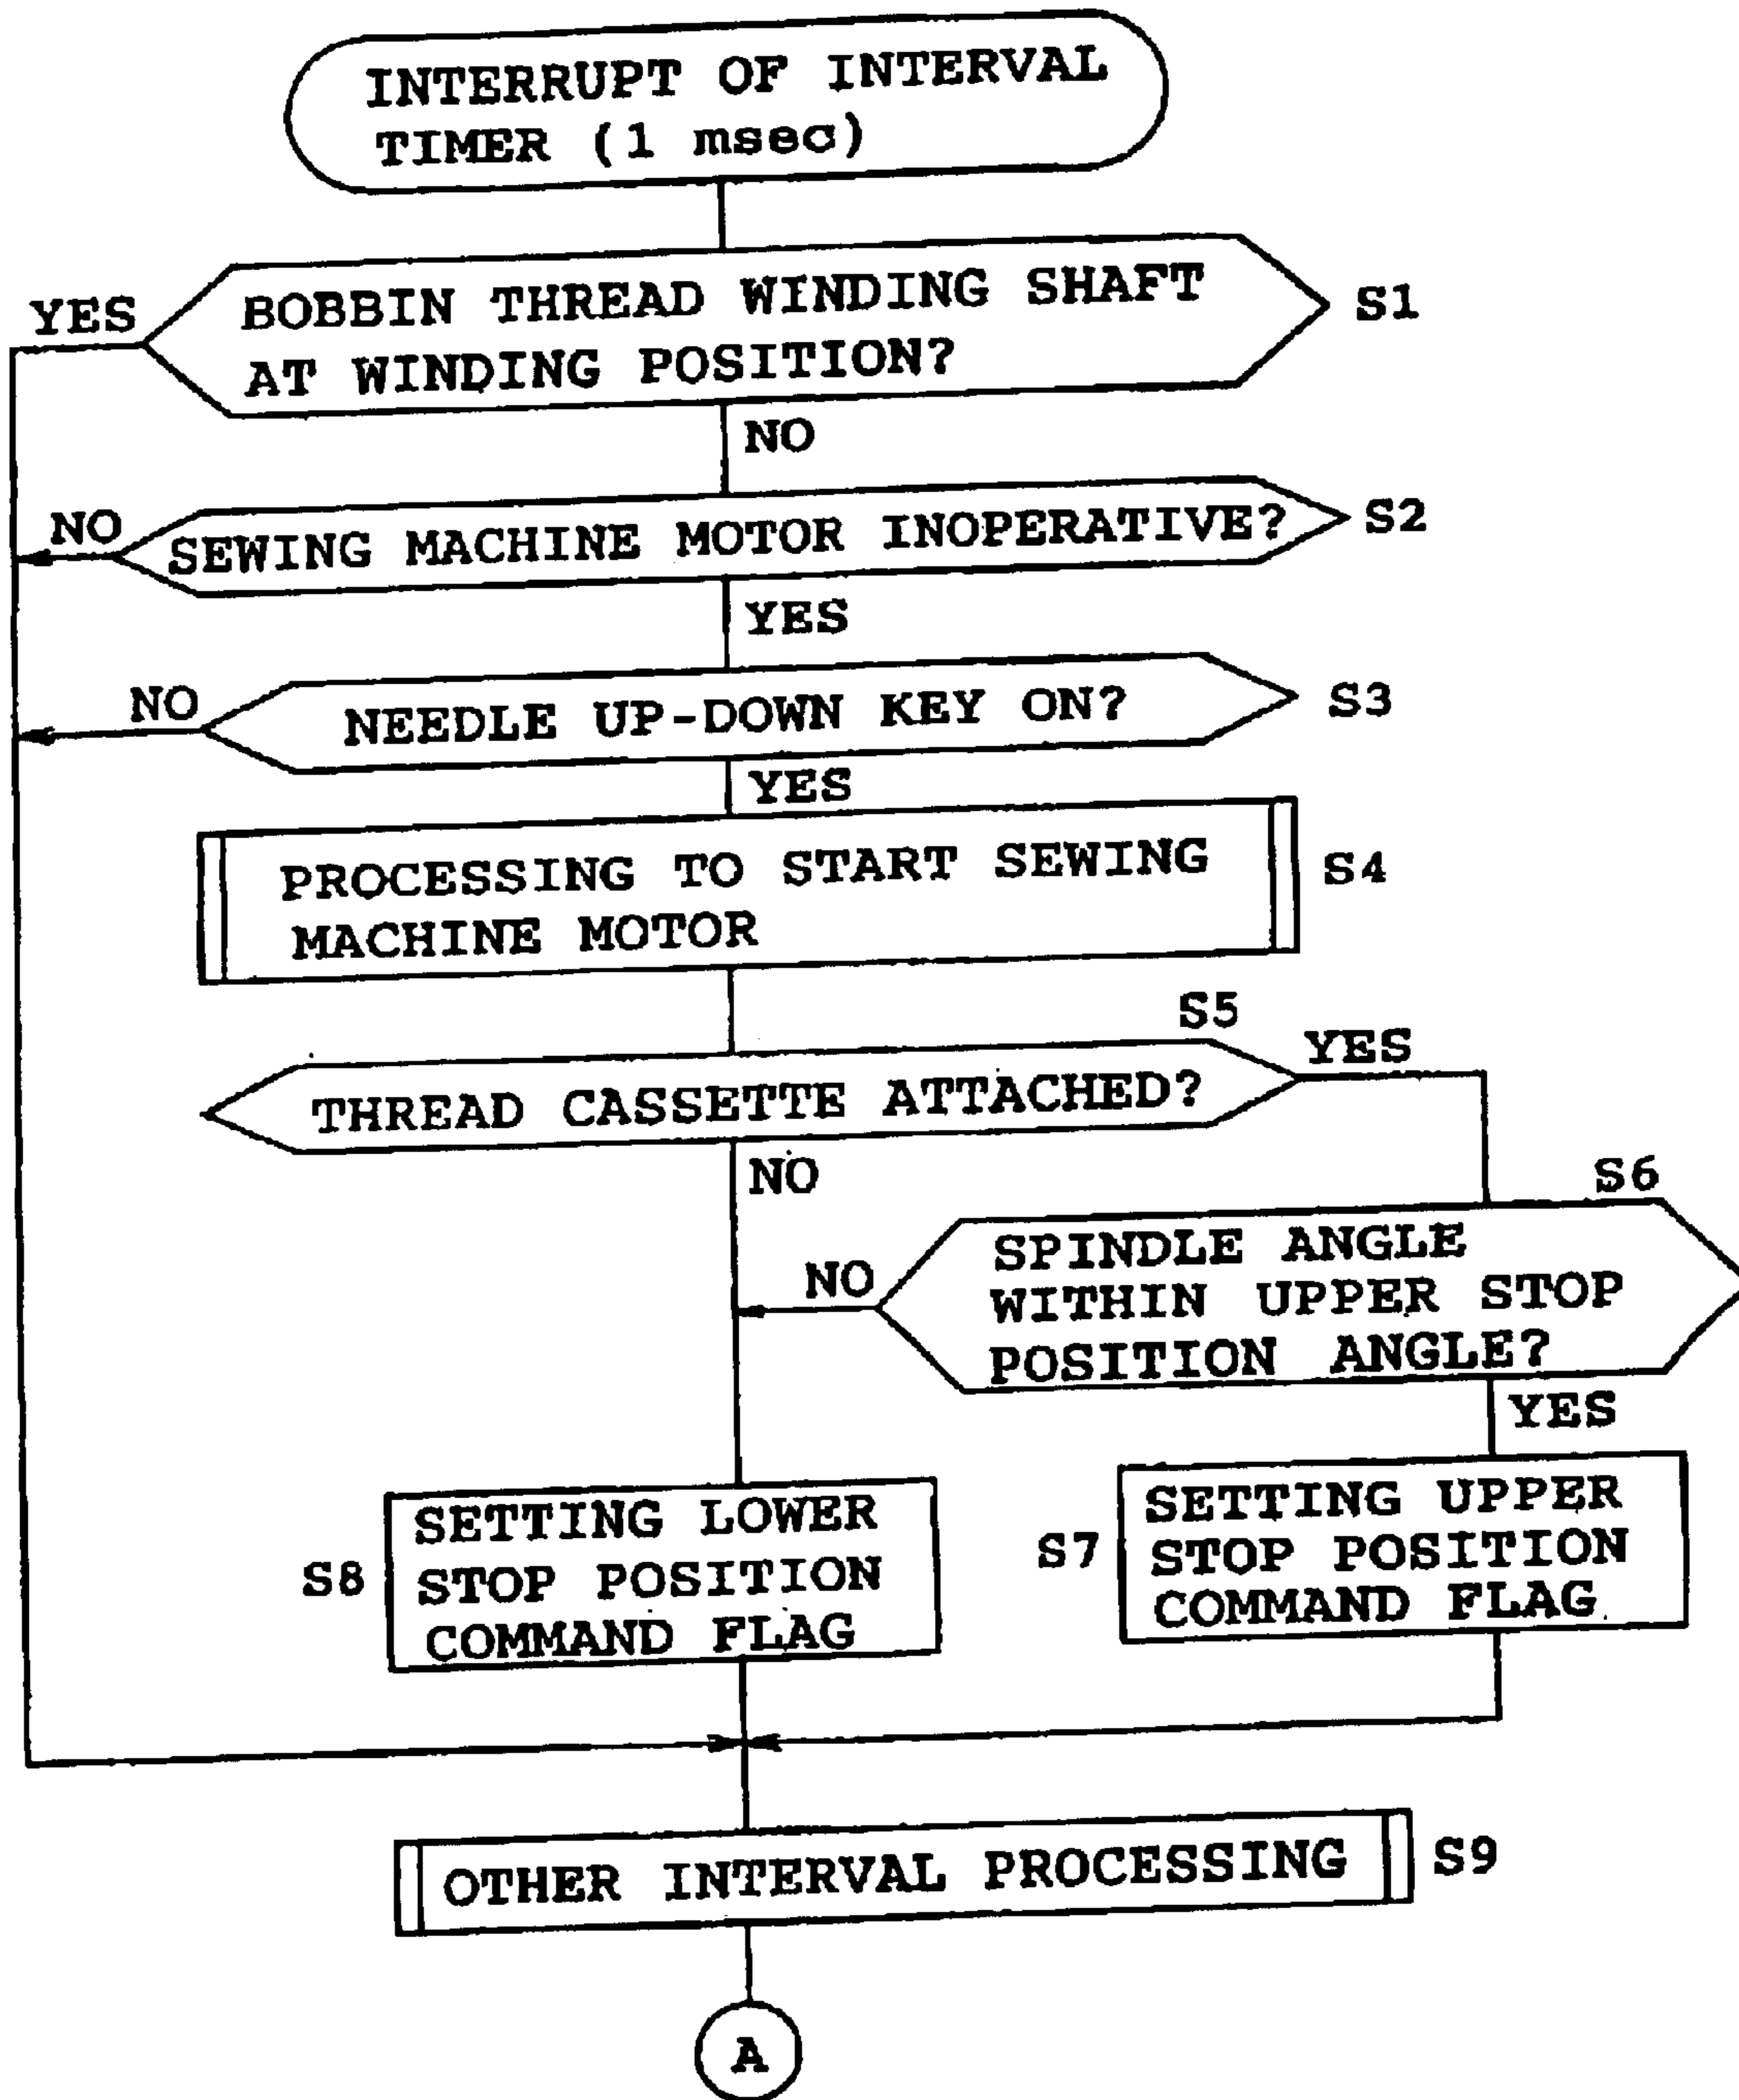 INTERRUPT OF INTERVAL
TIMER (1 msec)
BOBBIN THREAD WINDING SHAFT
AT WINDING POSITION?
S1
YES
NO
SEWING MACHINE MOTOR INOPERATIVE?
S2
NO
YES
NEEDLE UP-DOWN KEY ON?
S3
NO
YES
PROCESSING TO START SEWING
MACHINE MOTOR
S4
S5
THREAD CASSETTE ATTACHED?
YES
NO
S6
SPINDLE ANGLE
WITHIN UPPER STOP
POSITION ANGLE?
NO
YES
S8
SETTING LOWER
STOP POSITION
COMMAND FLAG
S7
SETTING UPPER
STOP POSITION
COMMAND FLAG
OTHER INTERVAL PROCESSING
S9
A